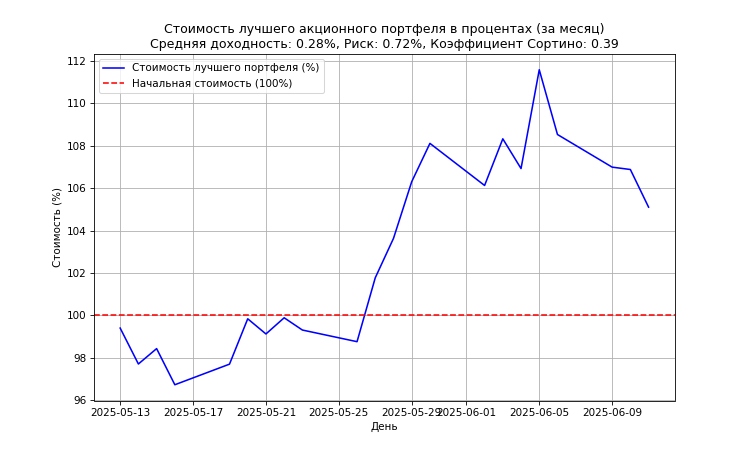 Стоимость лучшего акционного портфеля в процентах (за месяц)
Средняя доходность: 0.28%, Риск: 0.72%, Коэффициент Сортино: 0.39
Стоимость лучшего портфеля (%)
Начальная стоимость (100%)
Стоимость (%)
112
110
108
106
104
102
100
98
96
2025-05-13 2025-05-17 2025-05-21 2025-05-25 2025-05-29 2025-06-01 2025-06-05 2025-06-09
День